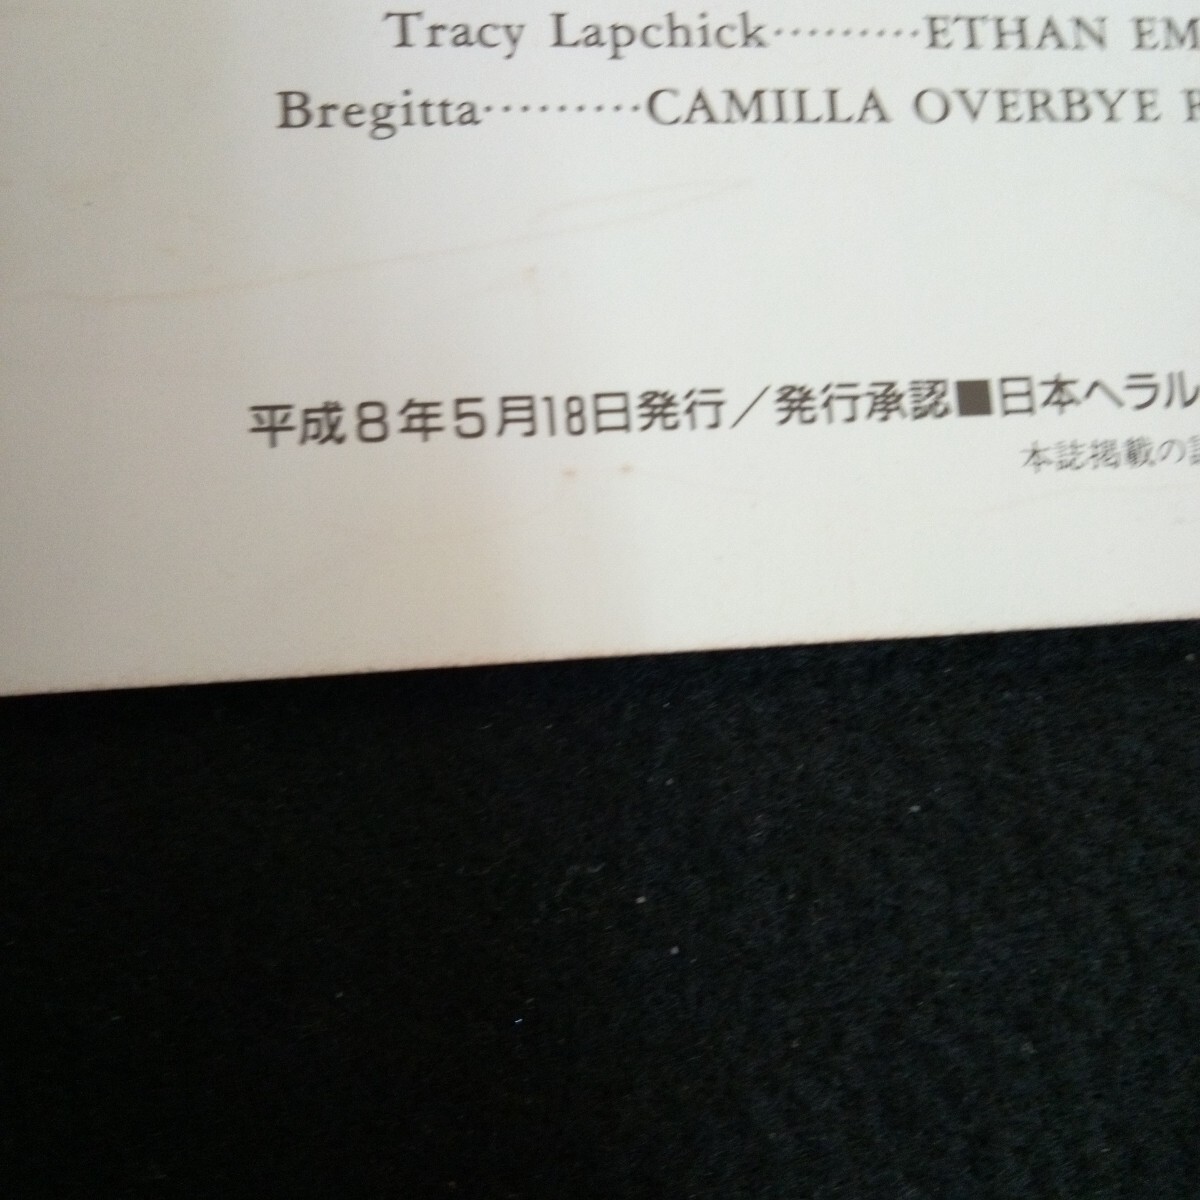 Tracy Lapchick·········ETHAN EM
Bregitta·········CAMILLA OVERBYE
平成8年5月18日発行／発行承認■日本ヘラル
本誌掲載の